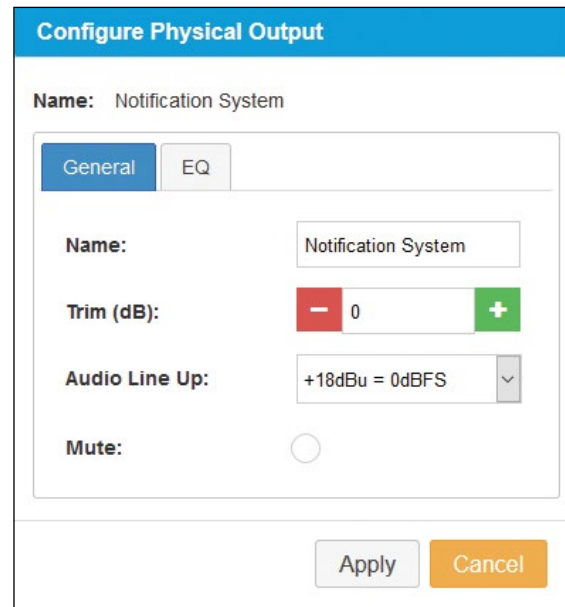 Configure Physical Output
Name: Notification System
General EQ
Name: Notification System
Trim (dB): − 0 +
Audio Line Up: +18dBu = 0dBFS
Mute:
Apply Cancel